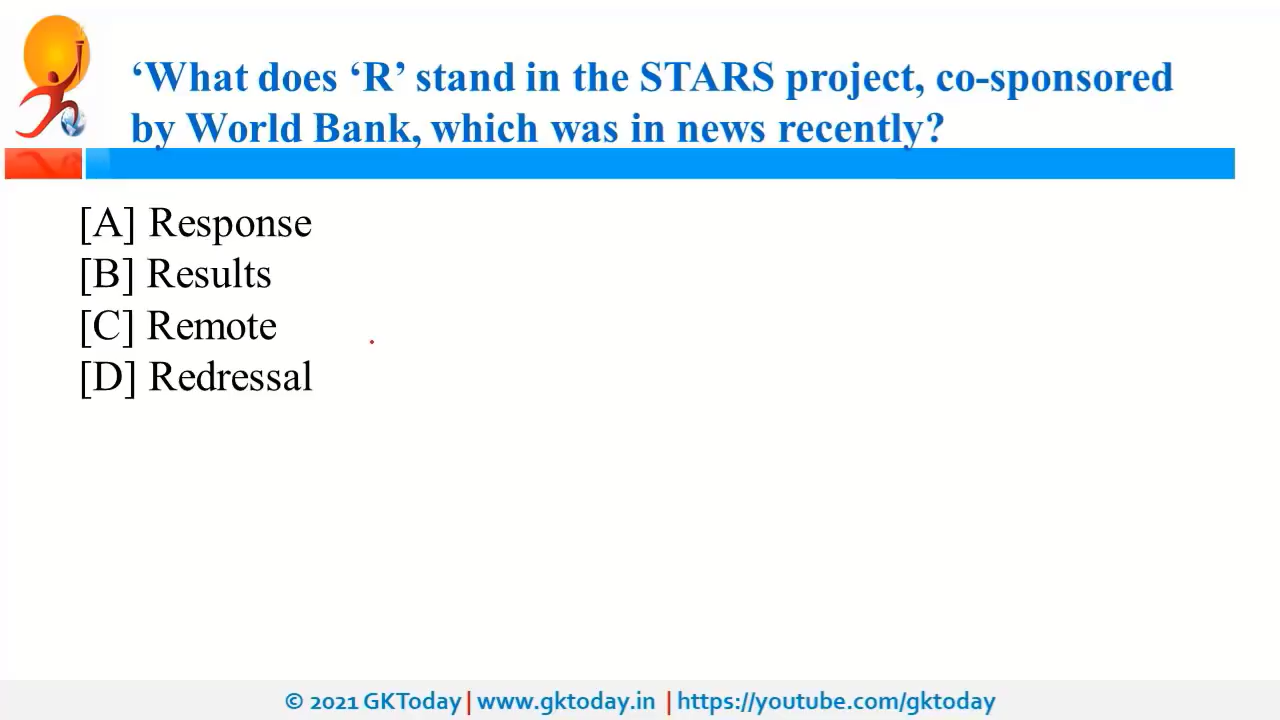 ‘What does ‘R’ stand in the STARS project, co-sponsored
by World Bank, which was in news recently?
[A] Response
[B] Results
[C] Remote
[D] Redressal
© 2021 GKToday | www.gktoday.in | https://youtube.com/gktoday